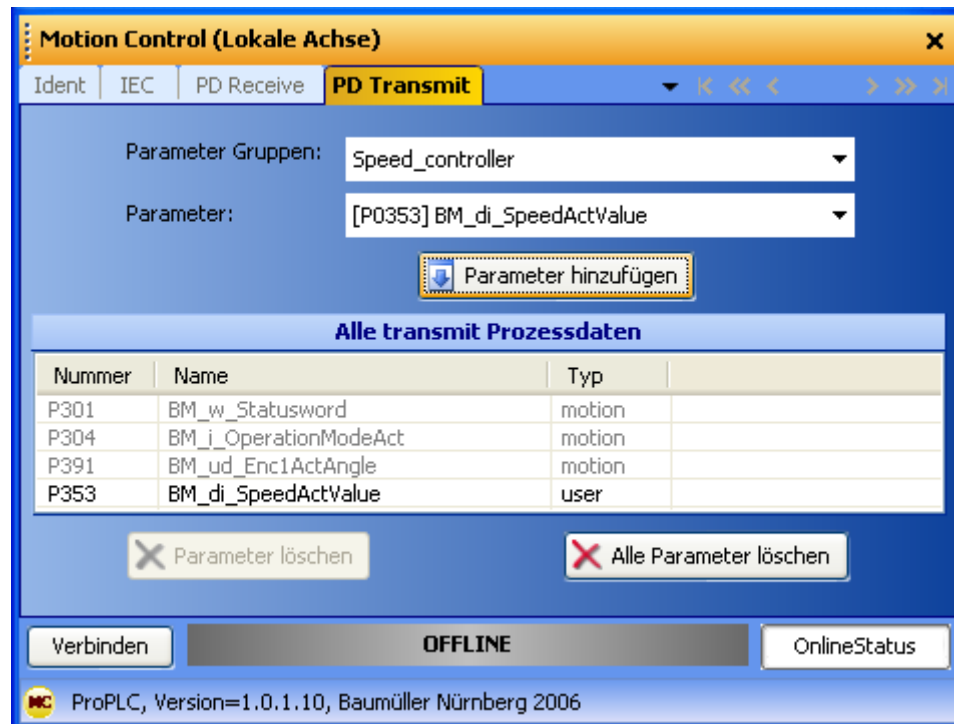 Motion Control (Lokale Achse)
Ident IEC PD Receive PD Transmit
Parameter Gruppen: Speed_controller
Parameter: [P0353] BM_di_SpeedActValue
Parameter hinzufügen
Alle transmit Prozessdaten
Nummer Name Typ
P301 BM_w_Statusword motion
P304 BM_i_OperationModeAct motion
P391 BM_ud_Enc1ActAngle motion
P353 BM_di_SpeedActValue user
Parameter löschen Alle Parameter löschen
Verbinden OFFLINE OnlineStatus
MC ProPLC, Version=1.0.1.10, Baumüller Nürnberg 2006